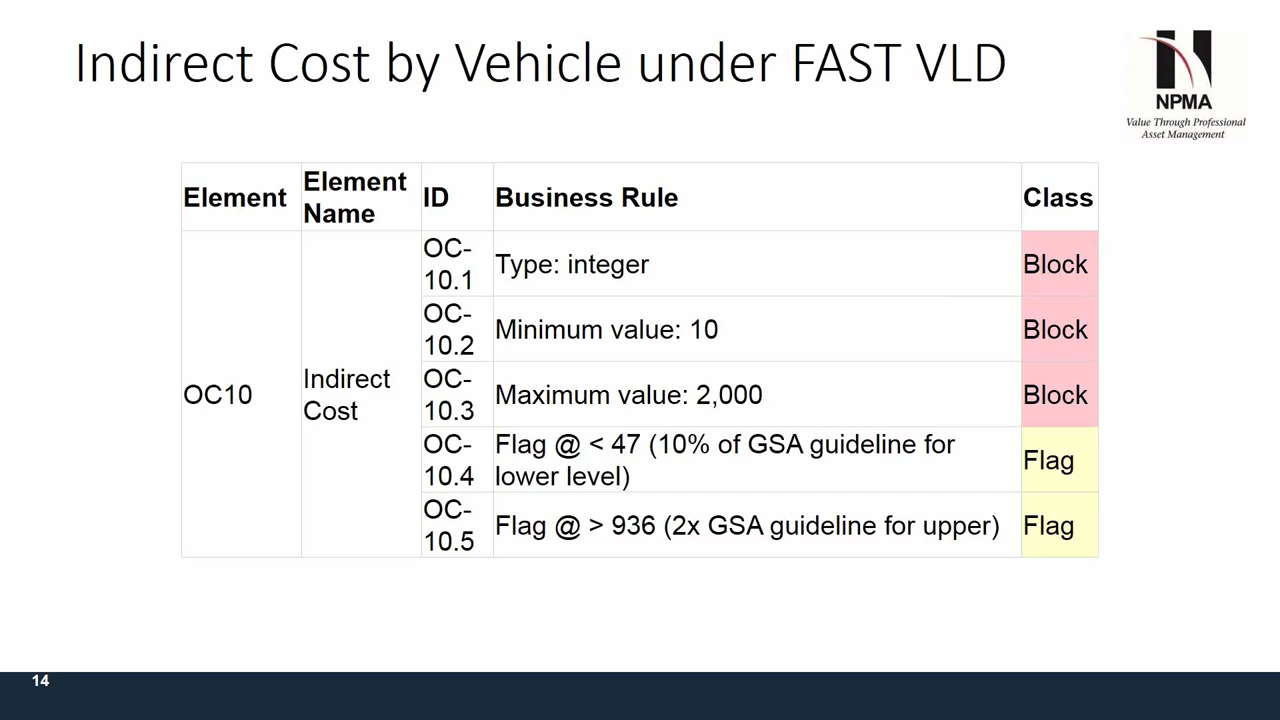 Indirect Cost by Vehicle under FAST VLD
NPMA
Value Through Professional
Asset Management
Element
Element
Name
ID
Business Rule
Class
OC10
Indirect
Cost
OC-
10.1
Type: integer
Block
OC-
10.2
Minimum value: 10
Block
OC-
10.3
Maximum value: 2,000
Block
OC-
10.4
Flag @ < 47 (10% of GSA guideline for
lower level)
Flag
OC-
10.5
Flag @ > 936 (2x GSA guideline for upper)
Flag
14